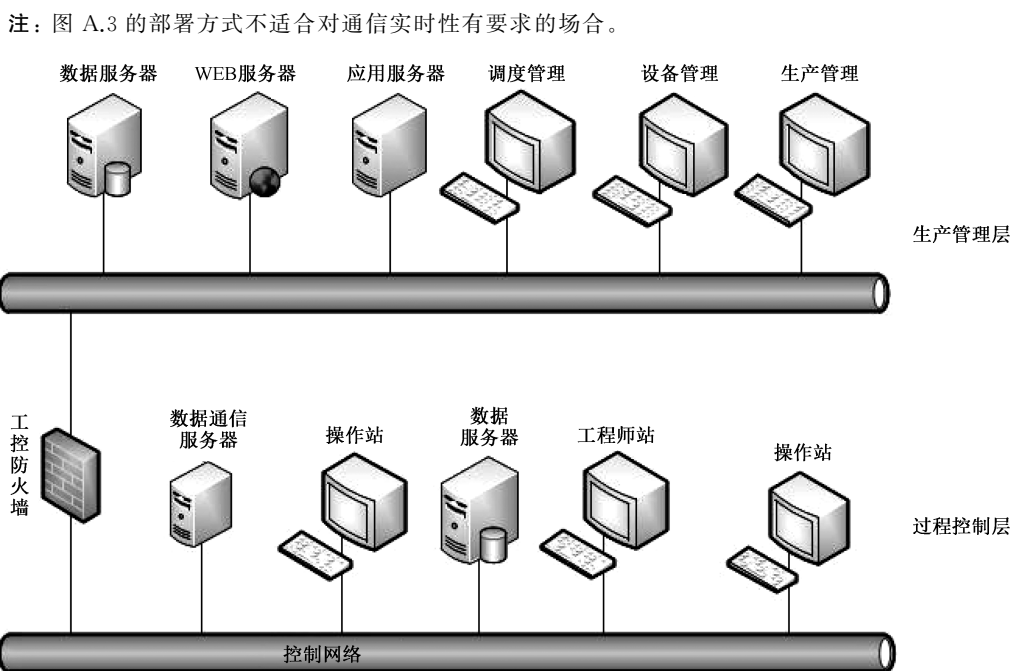 注：图 A.3 的部署方式不适合对通信实时性有要求的场合。
数据服务器
WEB服务器
应用服务器
调度管理
设备管理
生产管理
生产管理层
工控防火墙
数据通信
服务器
操作站
数据
服务器
工程师站
操作站
过程控制层
控制网络